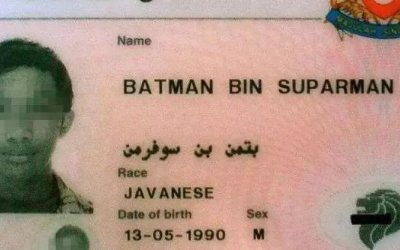 Name
BATMAN BIN SUPARMAN
بتمن بن سوفرمن
Race
JAVANESE
Date of birth Sex
13-05-1990 M